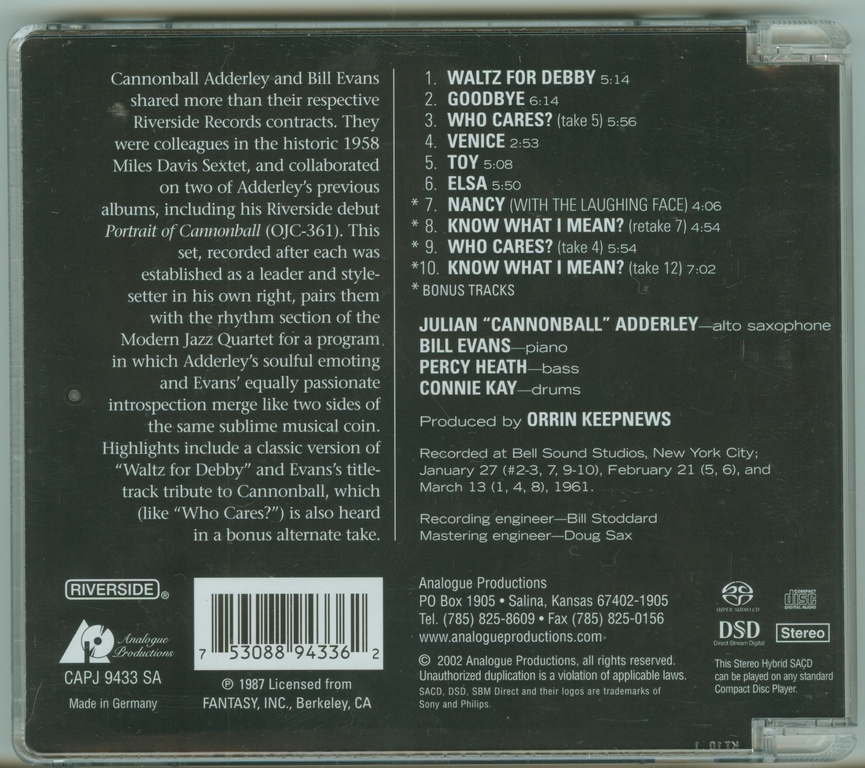 Cannonball Adderley and Bill Evans
shared more than their respective
Riverside Records contracts. They
were colleagues in the historic 1958
Miles Davis Sextet, and collaborated
on two of Adderley's previous
albums, including his Riverside debut
Portrait of Cannonball (OJC-361). This
set, recorded after each was
established as a leader and style-
setter in his own right, pairs them
with the rhythm section of the
Modern Jazz Quartet for a program
in which Adderley's soulful emoting
and Evans' equally passionate
introspection merge like two sides of
the same sublime musical coin.
Highlights include a classic version of
"Waltz for Debby" and Evans's title-
track tribute to Cannonball, which
(like "Who Cares?") is also heard
in a bonus alternate take.
1. WALTZ FOR DEBBY 5:14
2. GOODBYE 6:14
3. WHO CARES? (take 5) 5:56
4. VENICE 2:53
5. TOY 5:08
6. ELSA 5:50
* 7. NANCY (WITH THE LAUGHING FACE) 4:06
* 8. KNOW WHAT I MEAN? (retake 7) 4:54
* 9. WHO CARES? (take 4) 5:54
*10. KNOW WHAT I MEAN? (take 12) 7:02
* BONUS TRACKS
JULIAN "CANNONBALL" ADDERLEY—alto saxophone
BILL EVANS—piano
PERCY HEATH—bass
CONNIE KAY—drums
Produced by ORRIN KEEPNEWS
Recorded at Bell Sound Studios, New York City;
January 27 (#2-3, 7, 9-10), February 21 (5, 6), and
March 13 (1, 4, 8), 1961.
Recording engineer—Bill Stoddard
Mastering engineer—Doug Sax
RIVERSIDE®
AP Analogue
Productions
CAPJ 9433 SA
Made in Germany
7 53088 94336 2
℗ 1987 Licensed from
FANTASY, INC., Berkeley, CA
Analogue Productions
PO Box 1905 • Salina, Kansas 67402-1905
Tel. (785) 825-8609 • Fax (785) 825-0156
www.analogueproductions.com
© 2002 Analogue Productions, all rights reserved.
Unauthorized duplication is a violation of applicable laws.
SACD, DSD, SBM Direct and their logos are trademarks of
Sony and Philips.
SUPER AUDIO CD
COMPACT
disc
DIGITAL AUDIO
DSD
Direct Stream Digital
Stereo
This Stereo Hybrid SACD
can be played on any standard
Compact Disc Player.